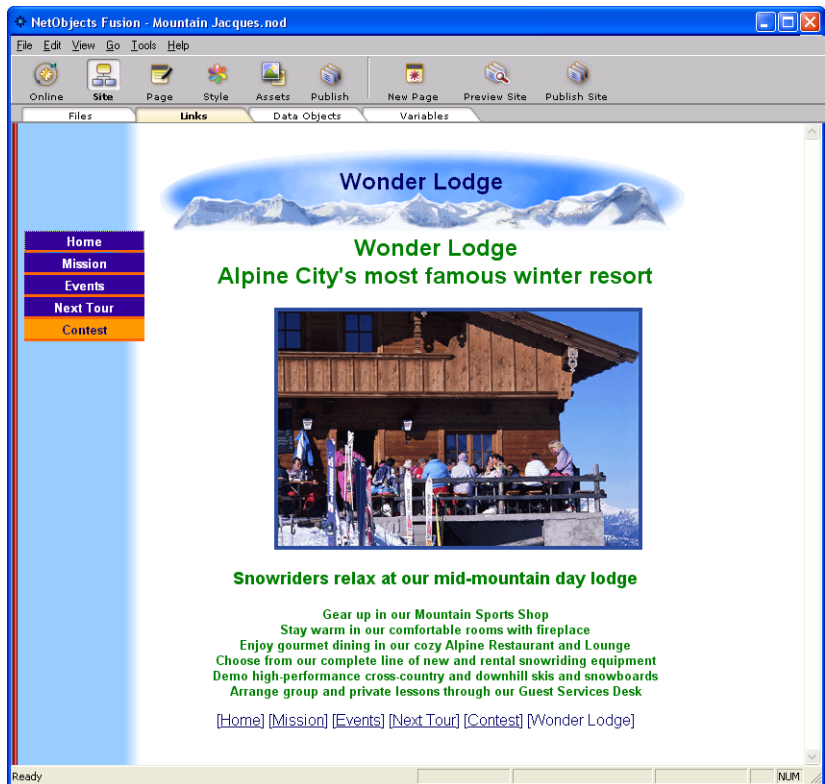 NetObjects Fusion - Mountain Jacques.nod
File Edit View Go Tools Help
Online Site Page Style Assets Publish New Page Preview Site Publish Site
Files Links Data Objects Variables
Wonder Lodge
Home
Mission
Events
Next Tour
Contest
Wonder Lodge
Alpine City's most famous winter resort
Snowriders relax at our mid-mountain day lodge
Gear up in our Mountain Sports Shop
Stay warm in our comfortable rooms with fireplace
Enjoy gourmet dining in our cozy Alpine Restaurant and Lounge
Choose from our complete line of new and rental snowriding equipment
Demo high-performance cross-country and downhill skis and snowboards
Arrange group and private lessons through our Guest Services Desk
[Home] [Mission] [Events] [Next Tour] [Contest] [Wonder Lodge]
Ready NUM